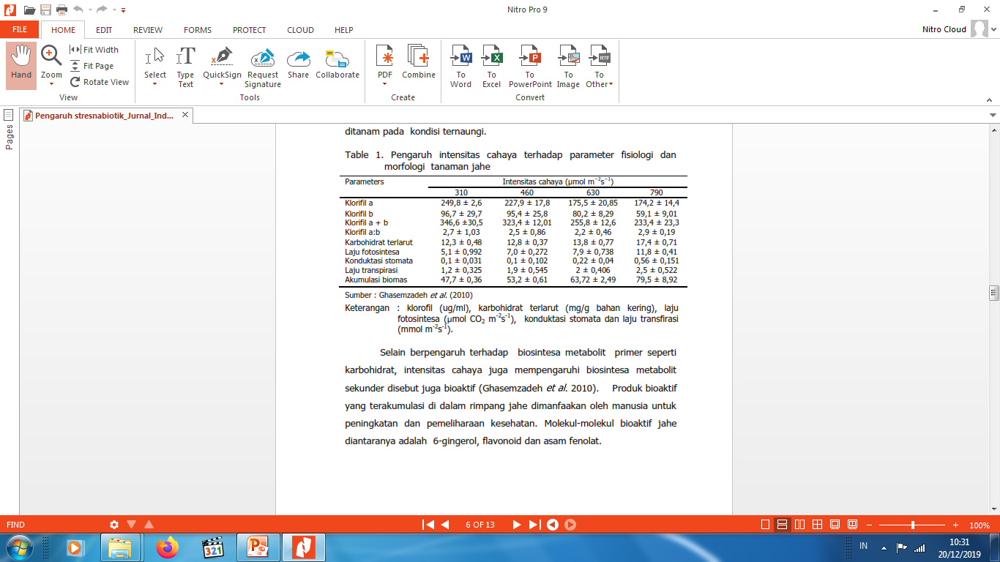 Nitro Pro 9
FILE HOME EDIT REVIEW FORMS PROTECT CLOUD HELP Nitro Cloud
Hand
Zoom
Fit Width
Fit Page
Rotate View
View
Select
Type Text
QuickSign
Request Signature
Share
Collaborate
Tools
PDF
Combine
Create
To Word
To Excel
To PowerPoint
To Image
To Other
Convert
Pages
Pengaruh stresnabiotik_Jurnal_Ind...
ditanam pada kondisi ternaungi.
Table 1. Pengaruh intensitas cahaya terhadap parameter fisiologi dan
morfologi tanaman jahe
Parameters Intensitas cahaya (µmol m⁻²s⁻¹)
310 460 630 790
Klorifil a 249,8 ± 2,6 227,9 ± 17,8 175,5 ± 20,85 174,2 ± 14,4
Klorifil b 96,7 ± 29,7 95,4 ± 25,8 80,2 ± 8,29 59,1 ± 9,01
Klorifil a + b 346,6 ±30,5 323,4 ± 12,01 255,8 ± 12,6 233,4 ± 23,3
Klorifil a:b 2,7 ± 1,03 2,5 ± 0,86 2,2 ± 0,46 2,9 ± 0,19
Karbohidrat terlarut 12,3 ± 0,48 12,8 ± 0,37 13,8 ± 0,77 17,4 ± 0,71
Laju fotosintesa 5,1 ± 0,992 7,0 ± 0,272 7,9 ± 0,738 11,8 ± 0,41
Konduktasi stomata 0,1 ± 0,031 0,1 ± 0,102 0,22 ± 0,04 0,56 ± 0,151
Laju transpirasi 1,2 ± 0,325 1,9 ± 0,545 2 ± 0,406 2,5 ± 0,522
Akumulasi biomas 47,7 ± 0,36 53,2 ± 0,61 63,72 ± 2,49 79,5 ± 8,92
Sumber : Ghasemzadeh et al. (2010)
Keterangan : klorofil (ug/ml), karbohidrat terlarut (mg/g bahan kering), laju
fotosintesa (µmol CO₂ m⁻²s⁻¹), konduktasi stomata dan laju transfirasi
(mmol m⁻²s⁻¹).
Selain berpengaruh terhadap biosintesa metabolit primer seperti
karbohidrat, intensitas cahaya juga mempengaruhi biosintesa metabolit
sekunder disebut juga bioaktif (Ghasemzadeh et al. 2010). Produk bioaktif
yang terakumulasi di dalam rimpang jahe dimanfaakan oleh manusia untuk
peningkatan dan pemeliharaan kesehatan. Molekul-molekul bioaktif jahe
diantaranya adalah 6-gingerol, flavonoid dan asam fenolat.
FIND 6 OF 13 100%
321
IN
10:31
20/12/2019